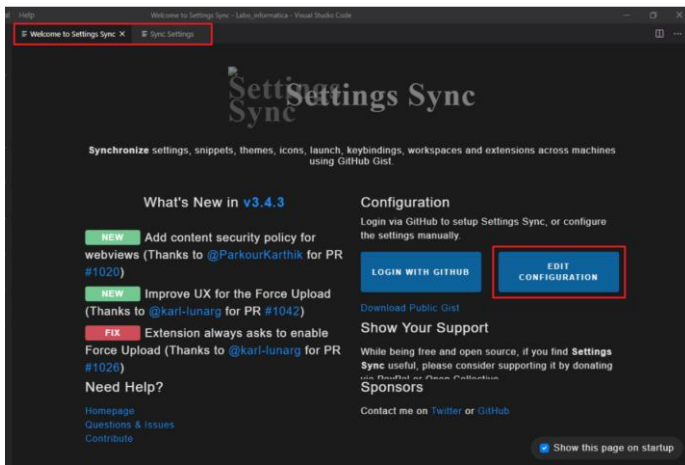 Help
Welcome to Settings Sync - Labo_informatica - Visual Studio Code
Welcome to Settings Sync
Sync Settings
Settings Sync
Settings Sync
Synchronize settings, snippets, themes, icons, launch, keybindings, workspaces and extensions across machines
using GitHub Gist.
What's New in v3.4.3
NEW Add content security policy for
webviews (Thanks to @ParkourKarthik for PR
#1020)
NEW Improve UX for the Force Upload
(Thanks to @karl-lunarg for PR #1042)
FIX Extension always asks to enable
Force Upload (Thanks to @karl-lunarg for PR
#1026)
Need Help?
Homepage
Questions & Issues
Contribute
Configuration
Login via GitHub to setup Settings Sync, or configure
the settings manually.
LOGIN WITH GITHUB
EDIT
CONFIGURATION
Download Public Gist
Show Your Support
While being free and open source, if you find Settings
Sync useful, please consider supporting it by donating
via PayPal or Open Collective
Sponsors
Contact me on Twitter or GitHub
Show this page on startup